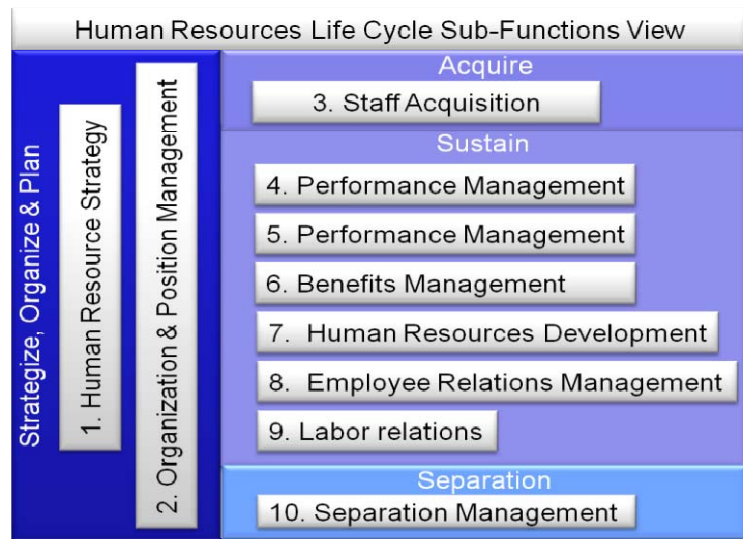 Human Resources Life Cycle Sub-Functions View
Strategize, Organize & Plan
1. Human Resource Strategy
2. Organization & Position Management
Acquire
3. Staff Acquisition
Sustain
4. Performance Management
5. Performance Management
6. Benefits Management
7. Human Resources Development
8. Employee Relations Management
9. Labor relations
Separation
10. Separation Management